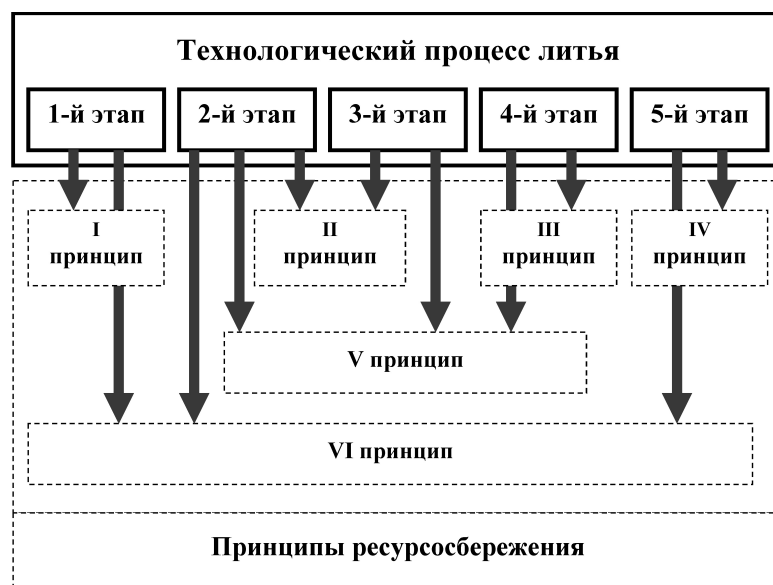 Технологический процесс литья
1-й этап
2-й этап
3-й этап
4-й этап
5-й этап
I
принцип
II
принцип
III
принцип
IV
принцип
V принцип
VI принцип
Принципы ресурсосбережения